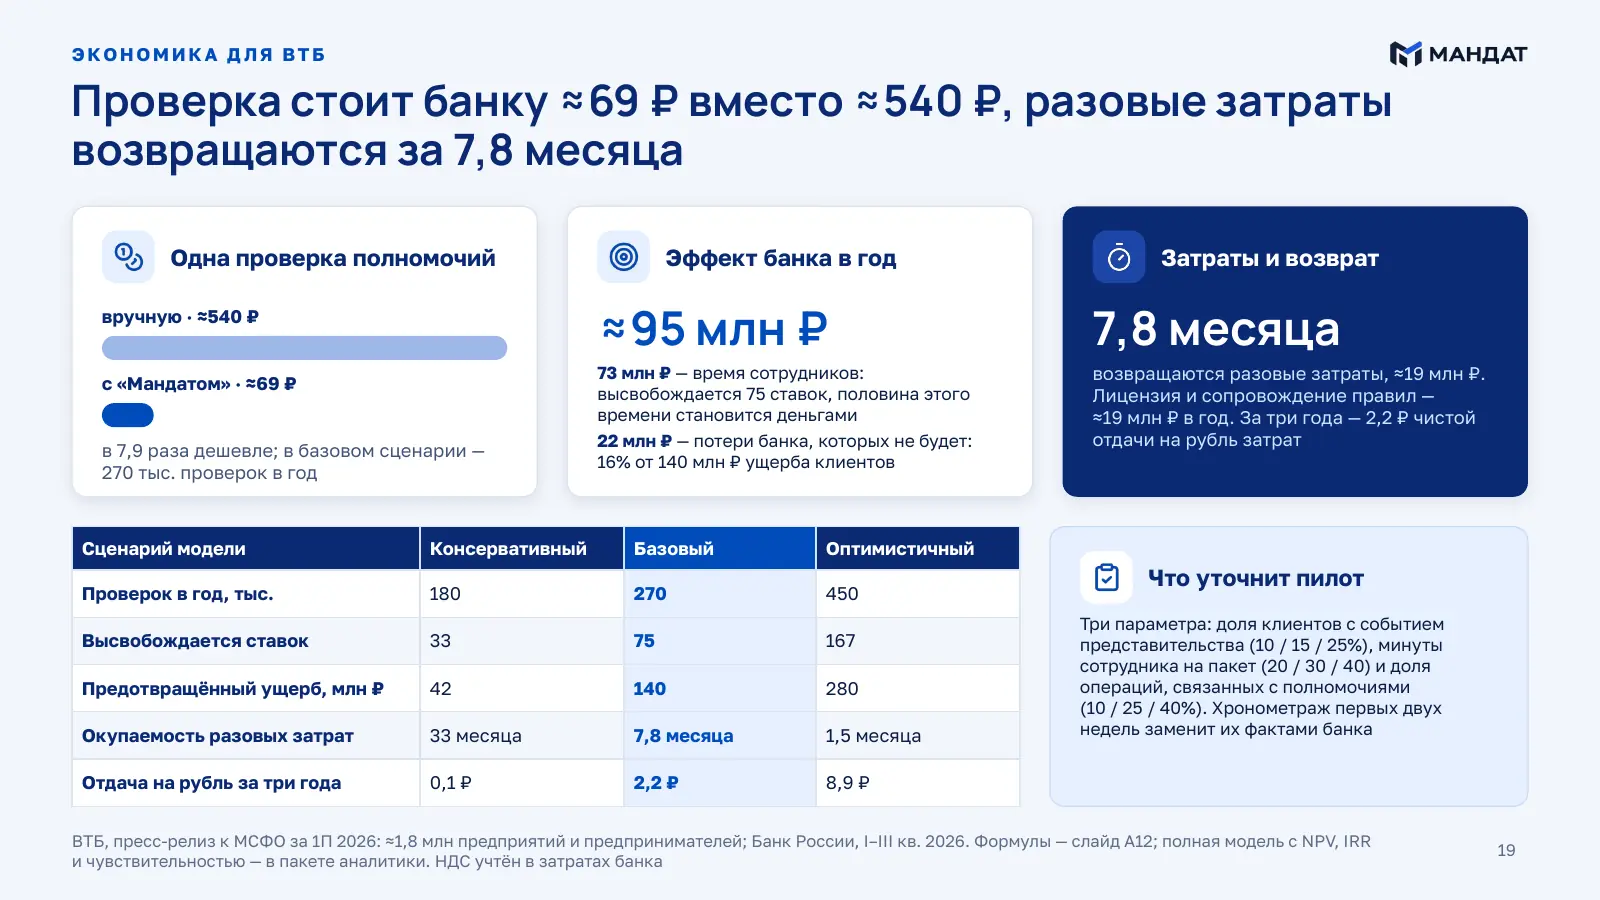 ЭКОНОМИКА ДЛЯ ВТБ
МАНДАТ
Проверка стоит банку ≈69 ₽ вместо ≈540 ₽, разовые затраты
возвращаются за 7,8 месяца
Одна проверка полномочий
вручную · ≈540 ₽
с «Мандатом» · ≈69 ₽
в 7,9 раза дешевле; в базовом сценарии —
270 тыс. проверок в год
Эффект банка в год
≈95 млн ₽
73 млн ₽ — время сотрудников:
высвобождается 75 ставок, половина этого
времени становится деньгами
22 млн ₽ — потери банка, которых не будет:
16% от 140 млн ₽ ущерба клиентов
Затраты и возврат
7,8 месяца
возвращаются разовые затраты, ≈19 млн ₽.
Лицензия и сопровождение правил —
≈19 млн ₽ в год. За три года — 2,2 ₽ чистой
отдачи на рубль затрат
Сценарий модели Консервативный Базовый Оптимистичный
Проверок в год, тыс. 180 270 450
Высвобождается ставок 33 75 167
Предотвращённый ущерб, млн ₽ 42 140 280
Окупаемость разовых затрат 33 месяца 7,8 месяца 1,5 месяца
Отдача на рубль за три года 0,1 ₽ 2,2 ₽ 8,9 ₽
Что уточнит пилот
Три параметра: доля клиентов с событием
представительства (10 / 15 / 25%), минуты
сотрудника на пакет (20 / 30 / 40) и доля
операций, связанных с полномочиями
(10 / 25 / 40%). Хронометраж первых двух
недель заменит их фактами банка
ВТБ, пресс-релиз к МСФО за 1П 2026: ≈1,8 млн предприятий и предпринимателей; Банк России, I–III кв. 2026. Формулы — слайд А12; полная модель с NPV, IRR
и чувствительностью — в пакете аналитики. НДС учтён в затратах банка
19